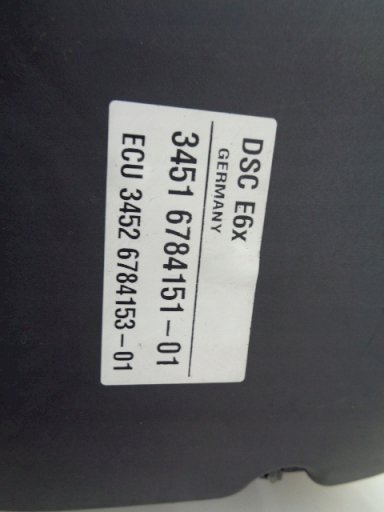 DSC E6x
GERMANY
3451 6784151-01
ECU 3452 6784153-01